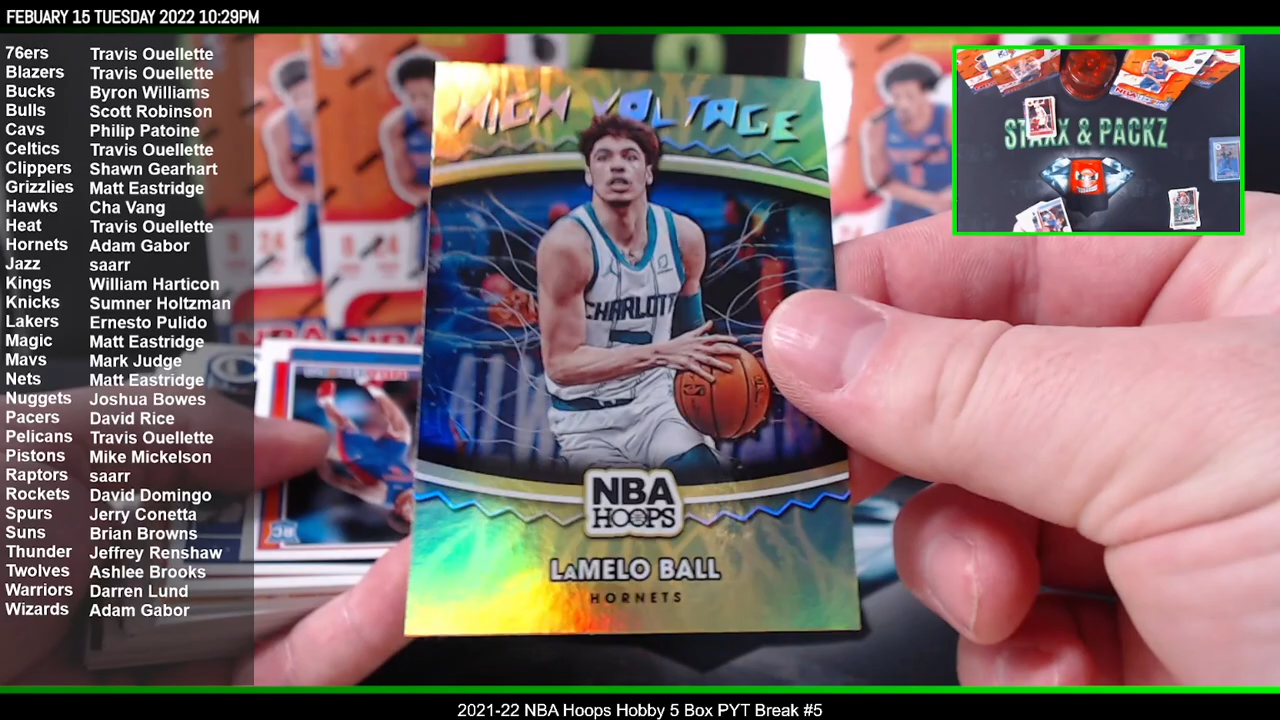 FEBUARY 15 TUESDAY 2022 10:29PM
76ers Travis Ouellette
Blazers Travis Ouellette
Bucks Byron Williams
Bulls Scott Robinson
Cavs Philip Patoine
Celtics Travis Ouellette
Clippers Shawn Gearhart
Grizzlies Matt Eastridge
Hawks Cha Vang
Heat Travis Ouellette
Hornets Adam Gabor
Jazz saarr
Kings William Harticon
Knicks Sumner Holtzman
Lakers Ernesto Pulido
Magic Matt Eastridge
Mavs Mark Judge
Nets Matt Eastridge
Nuggets Joshua Bowes
Pacers David Rice
Pelicans Travis Ouellette
Pistons Mike Mickelson
Raptors saarr
Rockets David Domingo
Spurs Jerry Conetta
Suns Brian Browns
Thunder Jeffrey Renshaw
Twolves Ashlee Brooks
Warriors Darren Lund
Wizards Adam Gabor
HIGH VOLTAGE
CHARLOTTE
NBA
HOOPS
LAMELO BALL
HORNETS
RC
STAXX & PACKZ
2021-22 NBA Hoops Hobby 5 Box PYT Break #5